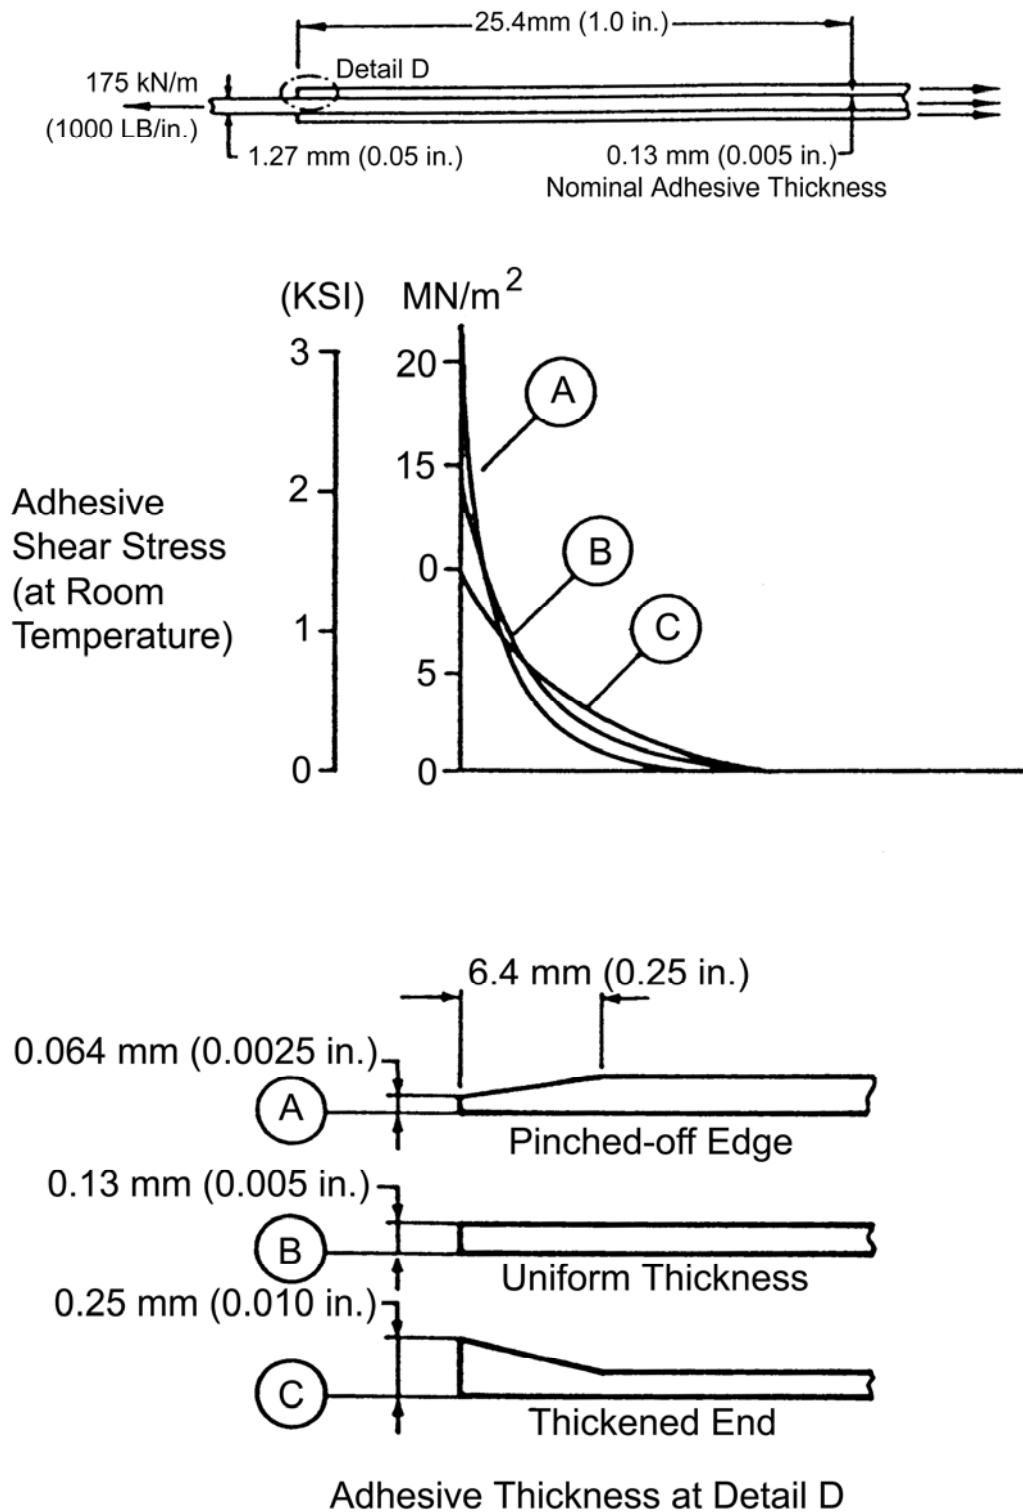 25.4mm (1.0 in.)
Detail D
175 kN/m
(1000 LB/in.)
1.27 mm (0.05 in.)
0.13 mm (0.005 in.)
Nominal Adhesive Thickness
(KSI) MN/m²
3
20
A
15
2
Adhesive
Shear Stress
(at Room
Temperature)
B
0
C
1
5
0
0
6.4 mm (0.25 in.)
0.064 mm (0.0025 in.)
A
Pinched-off Edge
0.13 mm (0.005 in.)
B
Uniform Thickness
0.25 mm (0.010 in.)
C
Thickened End
Adhesive Thickness at Detail D